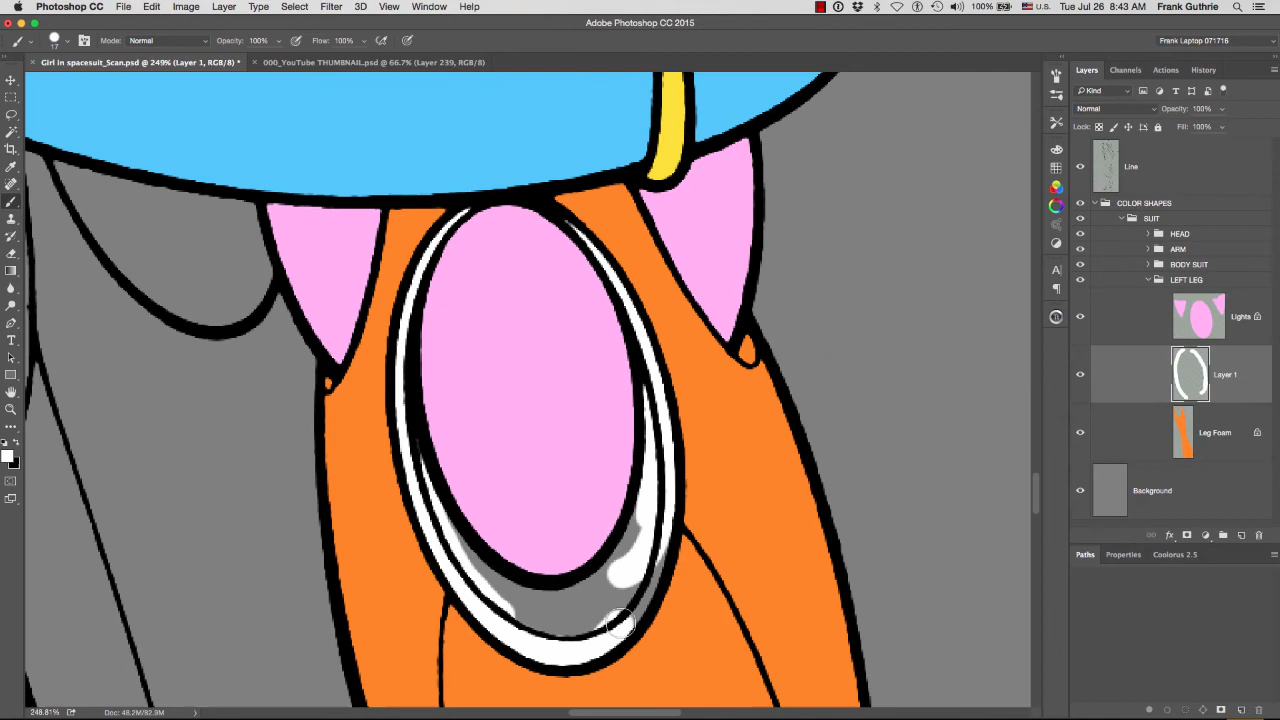 Photoshop CC File Edit Image Layer Type Select Filter 3D View Window Help 100% U.S. Tue Jul 26 8:43 AM Frank Guthrie
Adobe Photoshop CC 2015
17 Mode: Normal Opacity: 100% Flow: 100% Frank Laptop 071716
Girl in spacesuit_Scan.psd @ 249% (Layer 1, RGB/8) * 000_YouTube THUMBNAIL.psd @ 66.7% (Layer 239, RGB/8)
Layers Channels Actions History
Kind
Normal Opacity: 100%
Lock: Fill: 100%
Line
COLOR SHAPES
SUIT
HEAD
ARM
BODY SUIT
LEFT LEG
Lights
Layer 1
Leg Foam
Background
Paths Properties Coolorus 2.5
248.81% Doc: 48.2M/82.9M